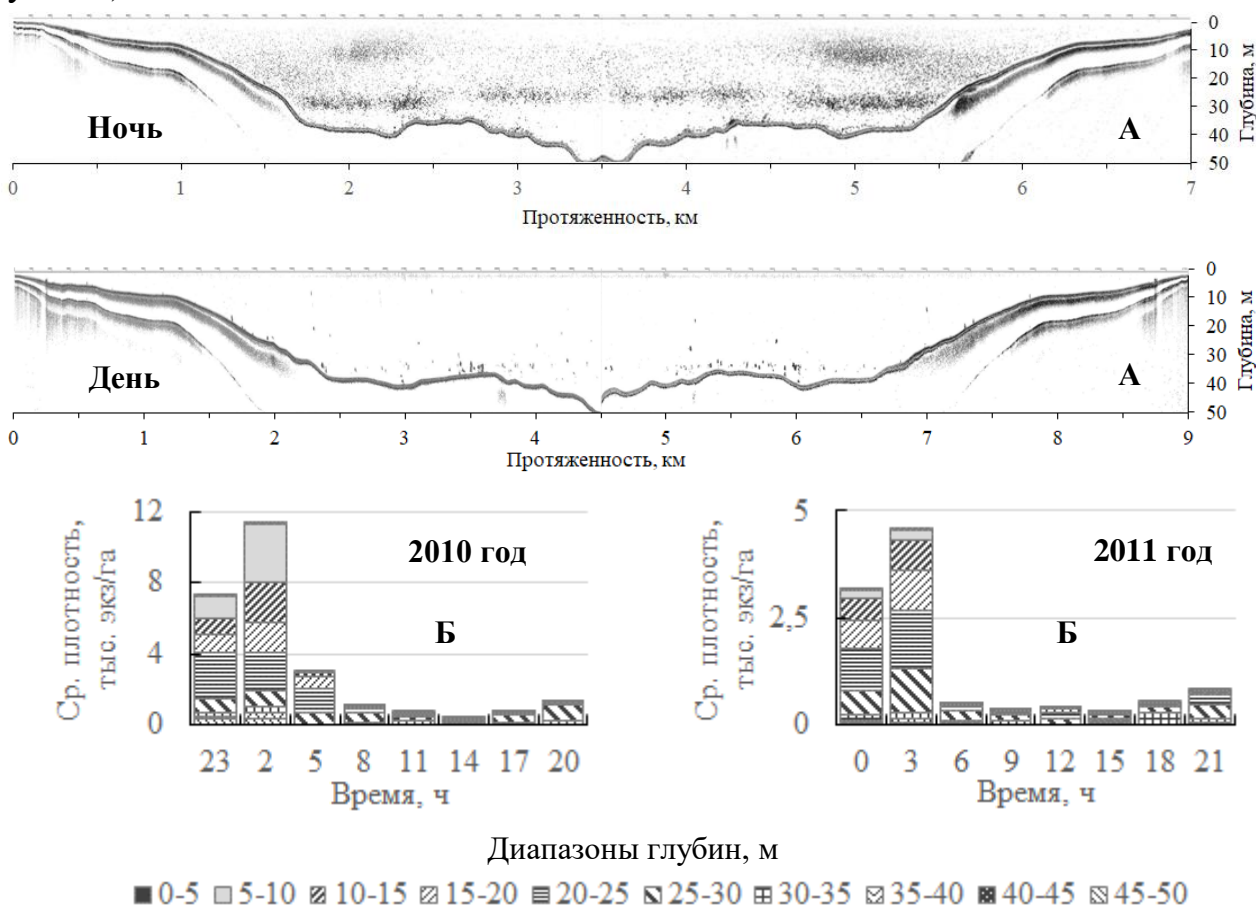 0
10
20
30
40
50
Глубина, м
Ночь
А
0 1 2 3 4 5 6 7
Протяженность, км
0
10
20
30
40
50
Глубина, м
День
А
0 1 2 3 4 5 6 7 8 9
Протяженность, км
Ср. плотность,
тыс. экз/га
12
8
4
0
2010 год
Б
23 2 5 8 11 14 17 20
Время, ч
Ср. плотность,
тыс. экз/га
5
2,5
0
2011 год
Б
0 3 6 9 12 15 18 21
Время, ч
Диапазоны глубин, м
0-5 5-10 10-15 15-20 20-25 25-30 30-35 35-40 40-45 45-50